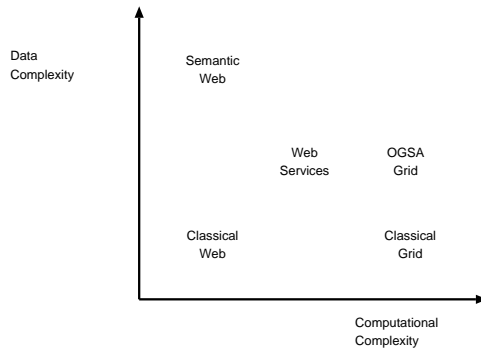 Data
Complexity
Semantic
Web
Web
Services
OGSA
Grid
Classical
Web
Classical
Grid
Computational
Complexity